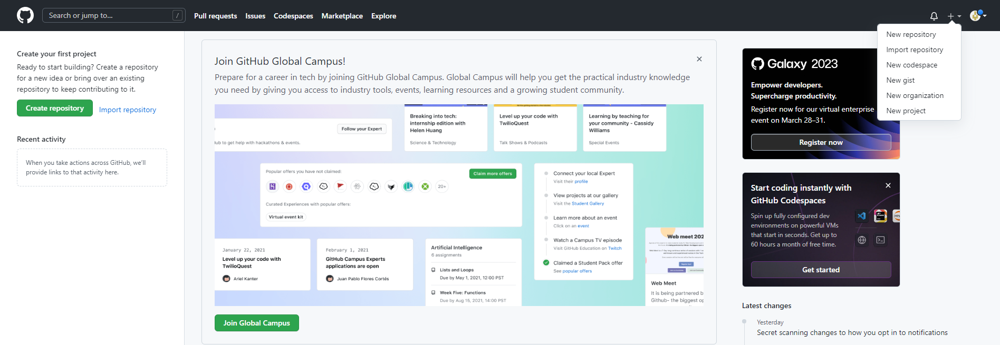 Search or jump to...
/
Pull requests
Issues
Codespaces
Marketplace
Explore
New repository
Import repository
New codespace
New gist
New organization
New project
Create your first project
Ready to start building? Create a repository
for a new idea or bring over an existing
repository to keep contributing to it.
Create repository
Import repository
Recent activity
When you take actions across GitHub, we'll
provide links to that activity here.
Join GitHub Global Campus!
Prepare for a career in tech by joining GitHub Global Campus. Global Campus will help you get the practical industry knowledge
you need by giving you access to industry tools, events, learning resources and a growing student community.
Follow your Expert
to get help with hackathons & events.
Breaking into tech:
internship edition with
Helen Huang
Science & Technology
Level up your code with
TwilioQuest
Talk Shows & Podcasts
Learning by teaching for
your community - Cassidy
Williams
Special Events
Popular offers you have not claimed:
Claim more offers
20+
Curated Experiences with popular offers:
Virtual event kit
Connect your local Expert
Visit their profile
View projects at our gallery
Visit the Student Gallery
Learn more about an event
Click on an event
Watch a Campus TV episode
Visit GitHub Education on Twitch
Claimed a Student Pack offer
See popular offers
January 22, 2021
Level up your code with
TwilioQuest
Ariel Kanter
February 1, 2021
GitHub Campus Experts
applications are open
Juan Pablo Flores Cortés
Artificial Intelligence
6 assignments
Lists and Loops
Due by May 1, 2021, 12:00 PST
Week Five: Functions
Due by Aug 15, 2021, 14:00 PST
Web meet 202
Web Meet
It is being partnered b
Github- the biggest op
Join Global Campus
Galaxy 2023
Empower developers.
Supercharge productivity.
Register now for our virtual enterprise
event on March 28–31.
Register now
Start coding instantly with
GitHub Codespaces
Spin up fully configured dev
environments on powerful VMs
that start in seconds. Get up to
60 hours a month of free time.
Get started
Latest changes
Yesterday
Secret scanning changes to how you opt in to notifications